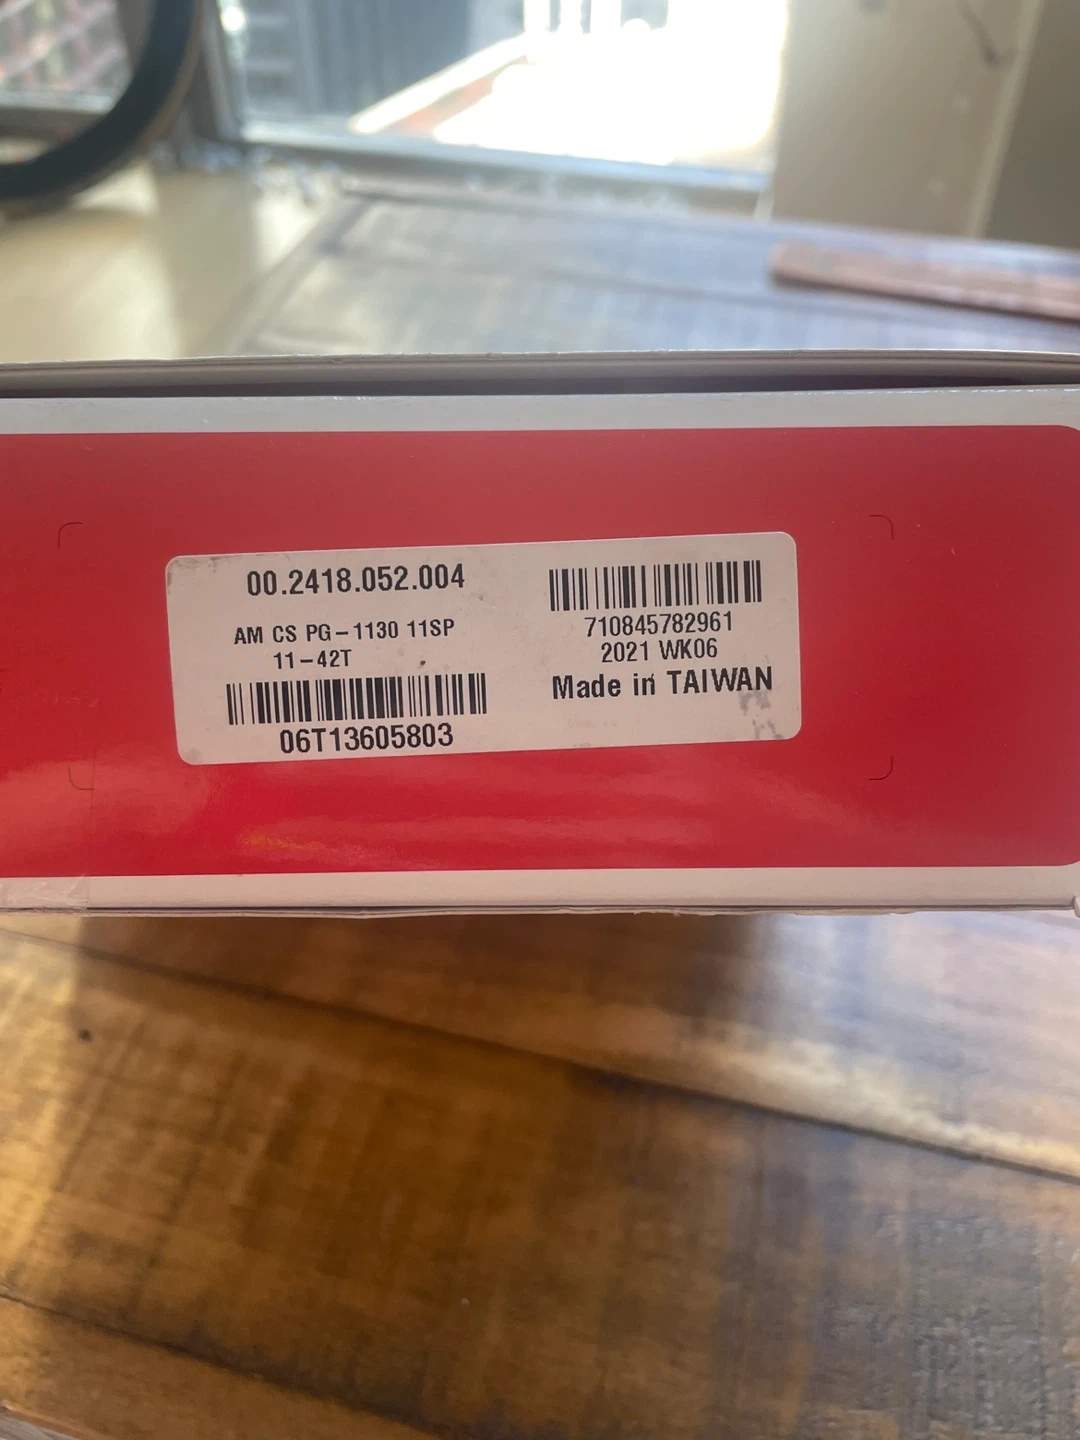 00.2418.052.004
AM CS PG-1130 11SP
11-42T
06T13605803
710845782961
2021 WK06
Made in TAIWAN